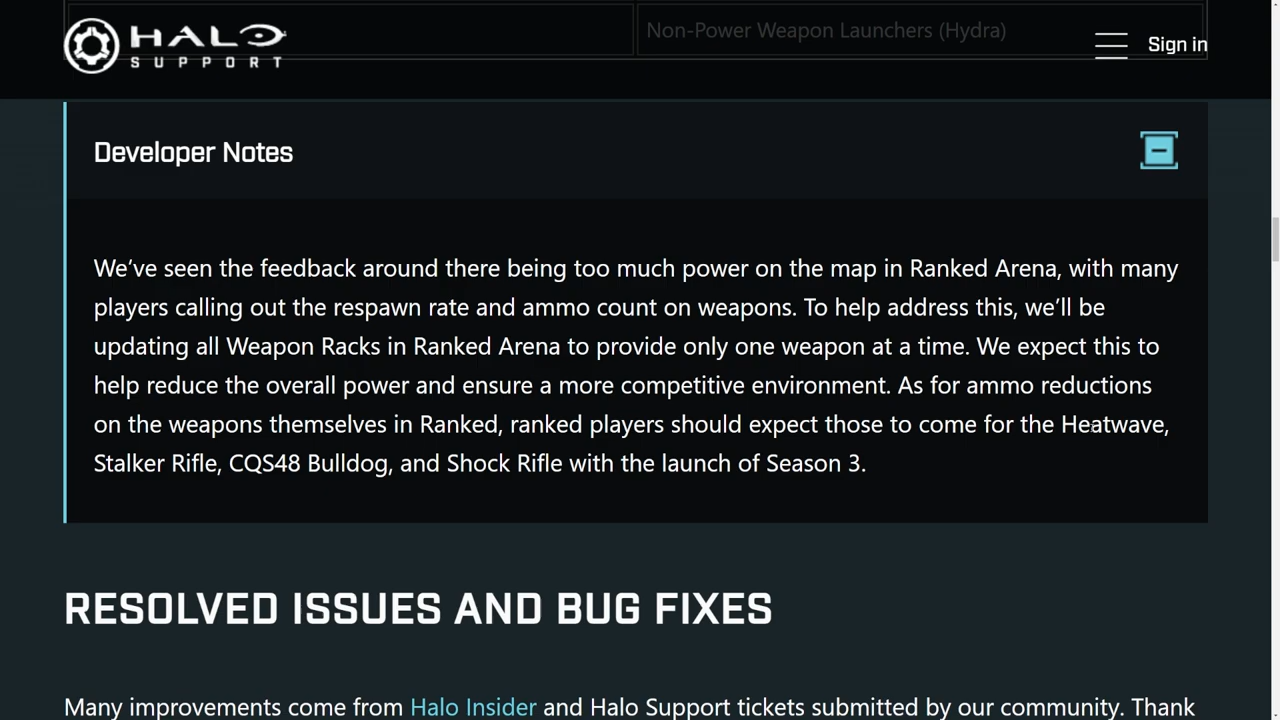 Non-Power Weapon Launchers (Hydra)
HALO
SUPPORT
Sign in
Developer Notes
We’ve seen the feedback around there being too much power on the map in Ranked Arena, with many
players calling out the respawn rate and ammo count on weapons. To help address this, we’ll be
updating all Weapon Racks in Ranked Arena to provide only one weapon at a time. We expect this to
help reduce the overall power and ensure a more competitive environment. As for ammo reductions
on the weapons themselves in Ranked, ranked players should expect those to come for the Heatwave,
Stalker Rifle, CQS48 Bulldog, and Shock Rifle with the launch of Season 3.
RESOLVED ISSUES AND BUG FIXES
Many improvements come from Halo Insider and Halo Support tickets submitted by our community. Thank